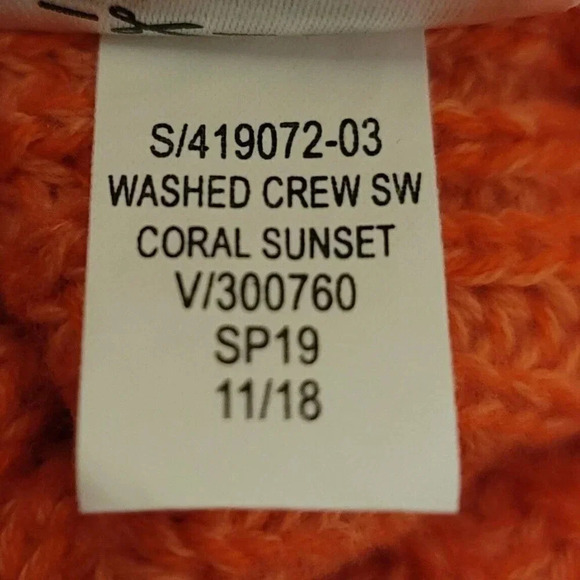 S/419072-03
WASHED CREW SW
CORAL SUNSET
V/300760
SP19
11/18